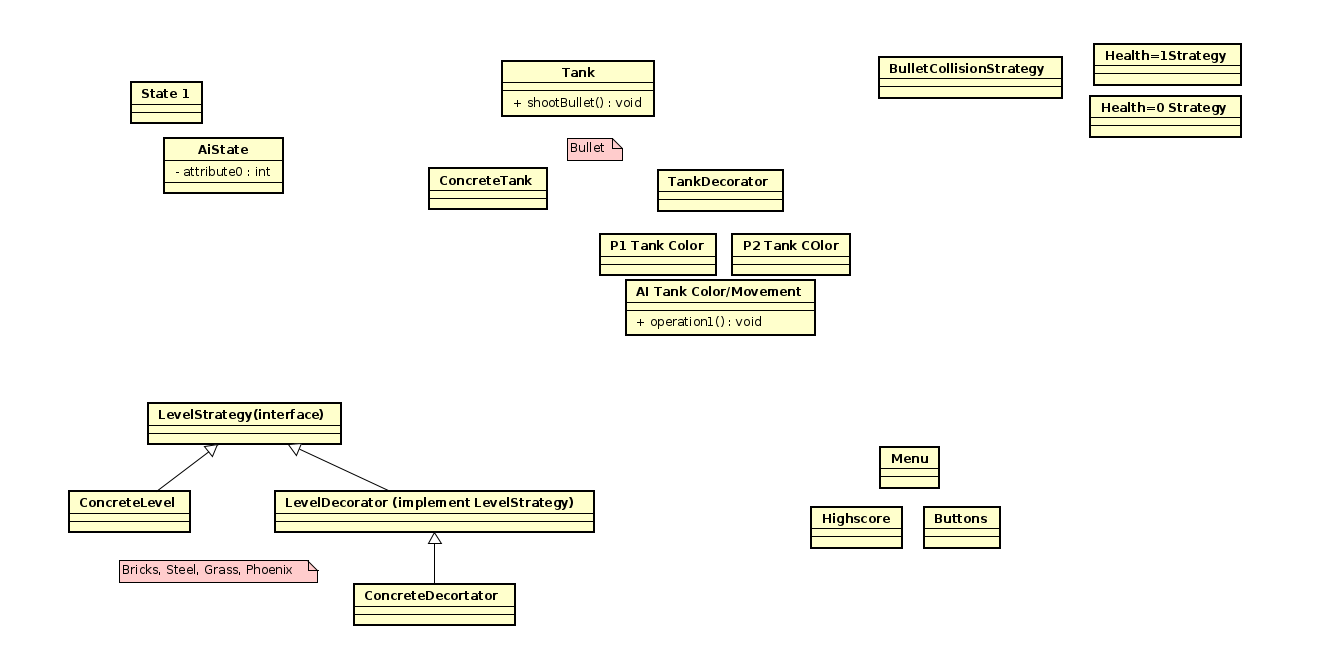 State 1
AiState
- attribute0 : int
Tank
+ shootBullet() : void
Bullet
ConcreteTank
TankDecorator
P1 Tank Color
P2 Tank COlor
AI Tank Color/Movement
+ operation1() : void
BulletCollisionStrategy
Health=1Strategy
Health=0 Strategy
LevelStrategy(interface)
ConcreteLevel
LevelDecorator (implement LevelStrategy)
Bricks, Steel, Grass, Phoenix
ConcreteDecortator
Menu
Highscore
Buttons